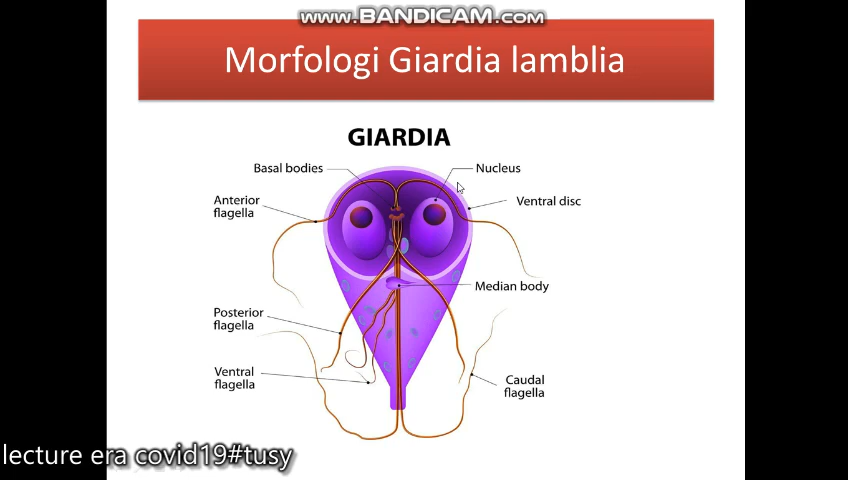 WWW.BANDICAM.COM
Morfologi Giardia lamblia
GIARDIA
Basal bodies
Nucleus
Anterior
flagella
Ventral disc
Median body
Posterior
flagella
Ventral
flagella
Caudal
flagella
lecture era covid19#tusy